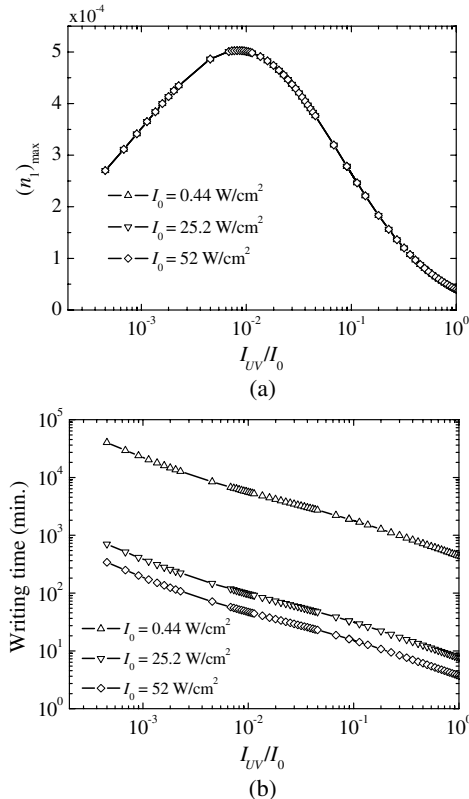 x10⁻⁴
5
4
3
2
1
0
(n₁)max
I₀ = 0.44 W/cm²
I₀ = 25.2 W/cm²
I₀ = 52 W/cm²
10⁻³ 10⁻² 10⁻¹ 10⁰
I_UV/I₀
(a)
10⁵
10⁴
10³
10²
10¹
10⁰
Writing time (min.)
I₀ = 0.44 W/cm²
I₀ = 25.2 W/cm²
I₀ = 52 W/cm²
10⁻³ 10⁻² 10⁻¹ 10⁰
I_UV/I₀
(b)